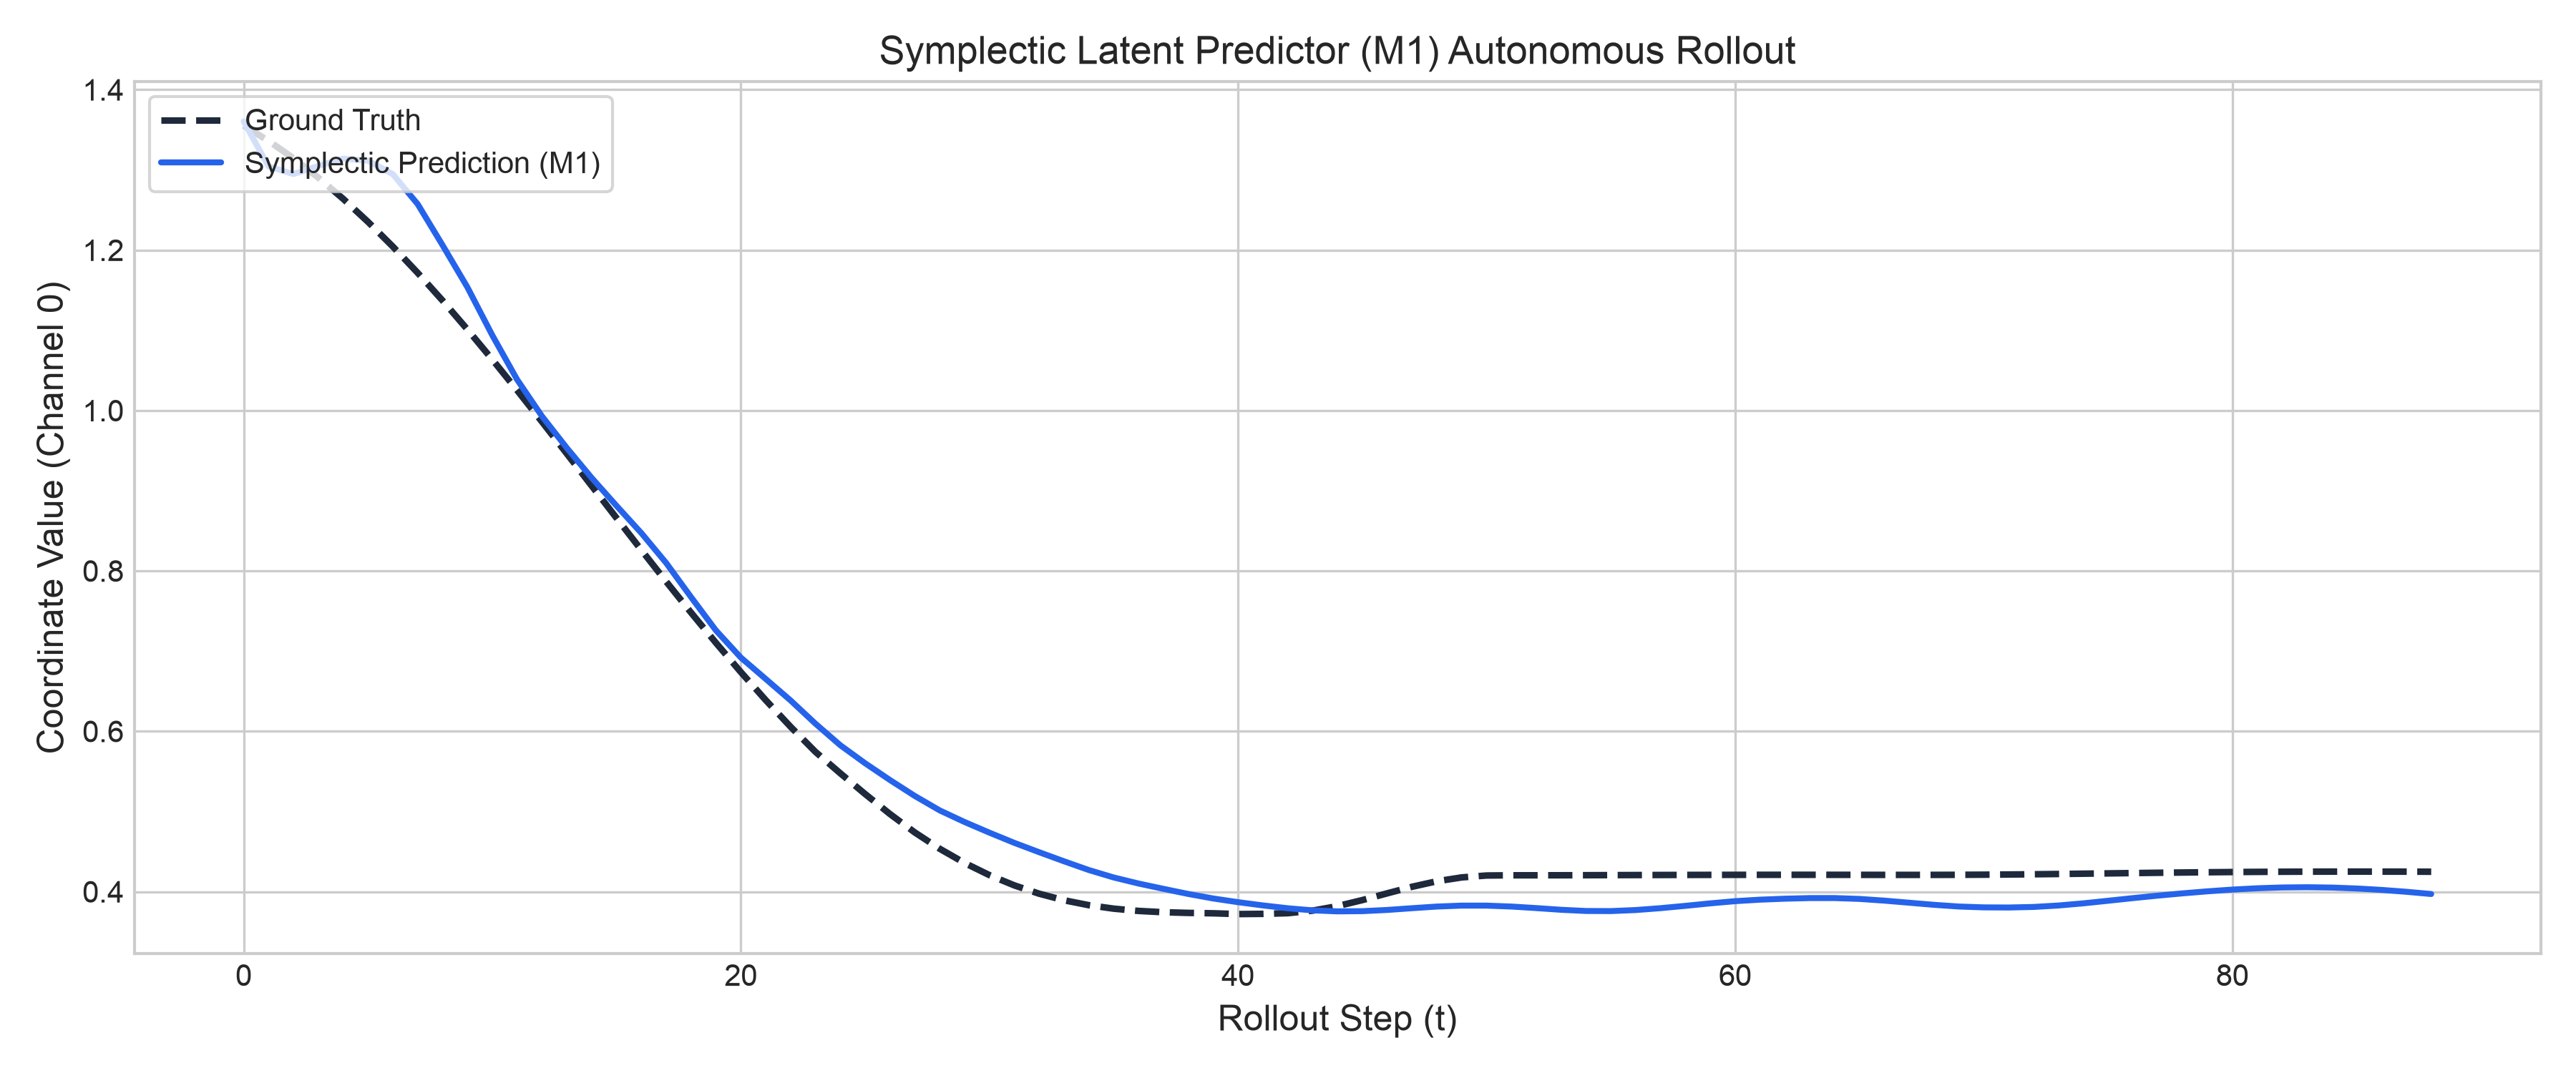 Symplectic Latent Predictor (M1) Autonomous Rollout
Ground Truth
Symplectic Prediction (M1)
Coordinate Value (Channel 0)
1.4
1.2
1.0
0.8
0.6
0.4
0 20 40 60 80
Rollout Step (t)